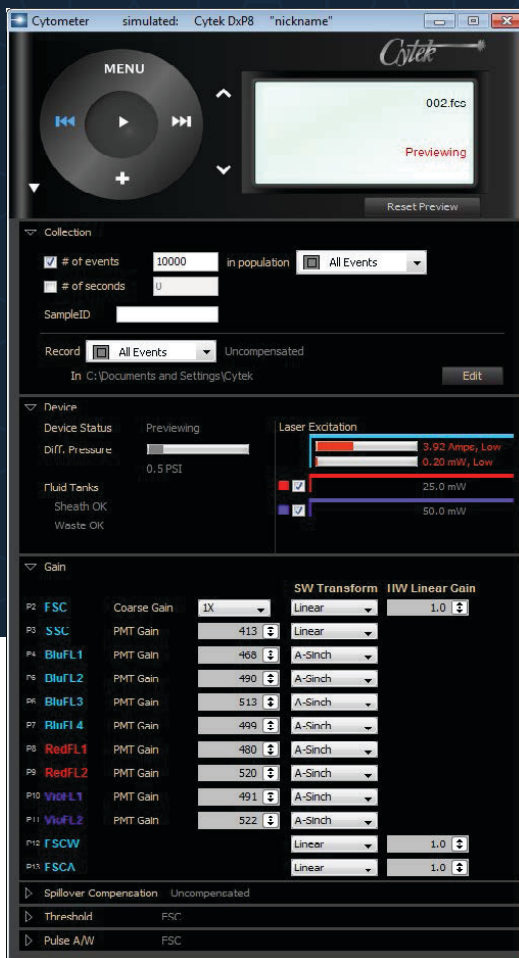 Cytometer simulated: Cytek DxP8 "nickname"
Cytek
MENU
002.fcs
Previewing
Reset Preview
Collection
# of events 10000 in population All Events
# of seconds 0
SampleID
Record All Events Uncompensated
In C:\Documents and Settings\Cytek Edit
Device
Device Status Previewing Laser Excitation
Diff. Pressure 3.92 Amps, Low
0.20 mW, Low
0.5 PSI
Fluid Tanks 25.0 mW
Sheath OK
50.0 mW
Waste OK
Gain
SW Transform HW Linear Gain
P2 FSC Coarse Gain 1X Linear 1.0
P3 SSC PMT Gain 413 Linear
P4 BluFL1 PMT Gain 468 A-Sinch
P5 BluFL2 PMT Gain 490 A-Sinch
P6 BluFL3 PMT Gain 513 A-Sinch
P7 BluFL4 PMT Gain 499 A-Sinch
P8 RedFL1 PMT Gain 480 A-Sinch
P9 RedFL2 PMT Gain 520 A-Sinch
P10 VioFL1 PMT Gain 491 A-Sinch
P11 VioFL2 PMT Gain 522 A-Sinch
P12 FSCW Linear 1.0
P13 FSCA Linear 1.0
Spillover Compensation Uncompensated
Threshold FSC
Pulse A/W FSC